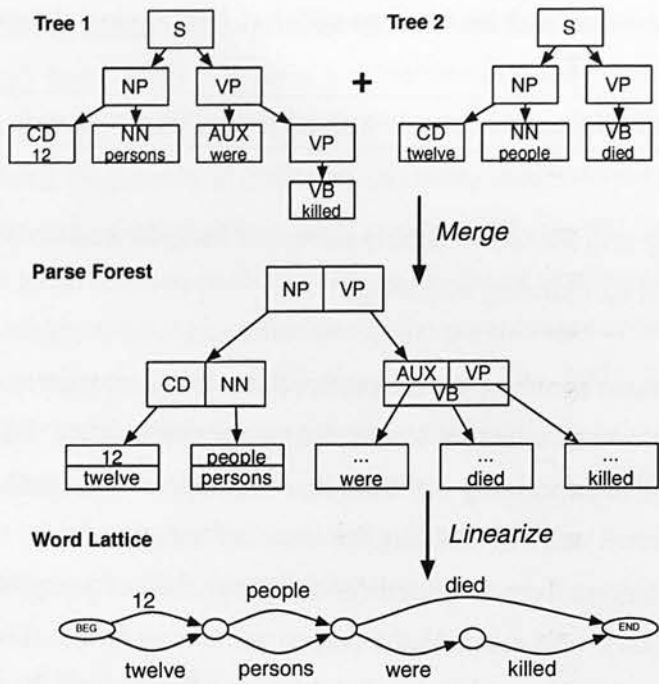 Tree 1
S
+
Tree 2
S
NP VP
NP VP
CD NN AUX
12 persons were
VP
CD NN VB
twelve people died
VB
killed
Merge
Parse Forest
NP VP
CD NN
AUX VP
VB
12 people ... ... ...
twelve persons were died killed
Word Lattice
Linearize
12 people died
BEG END
twelve persons were killed